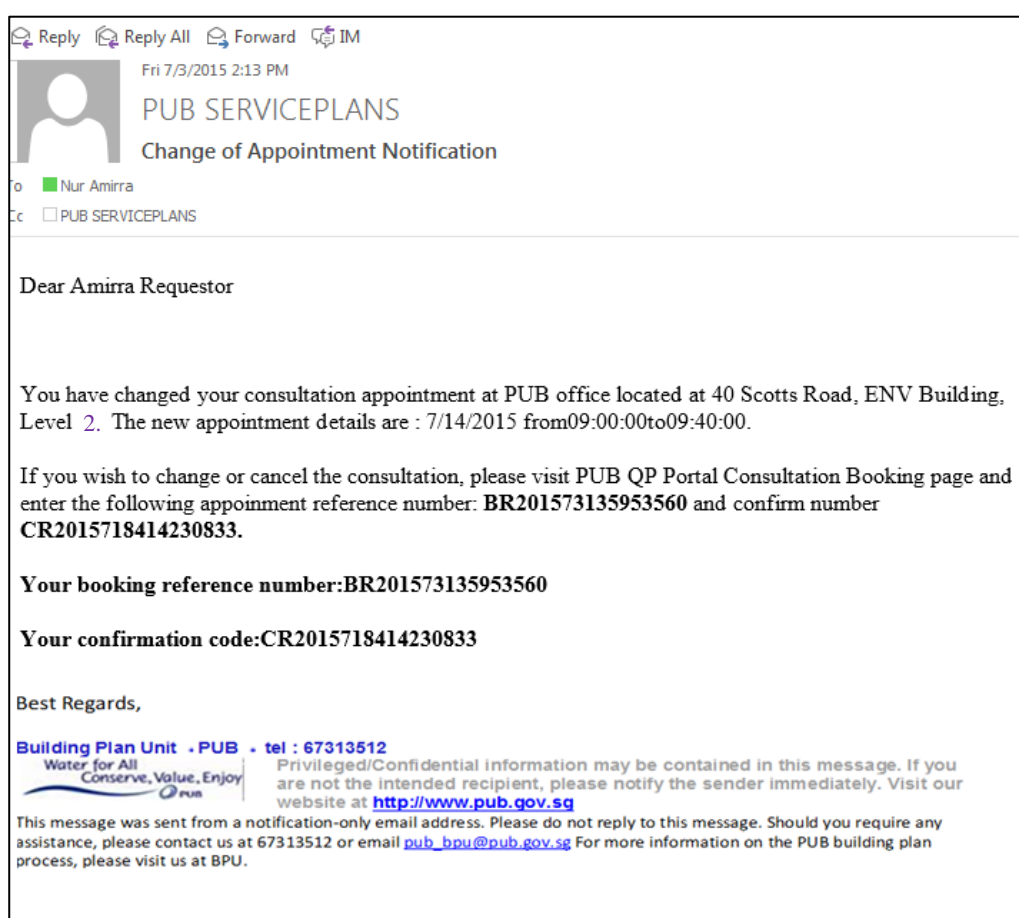 Reply Reply All Forward IM
Fri 7/3/2015 2:13 PM
PUB SERVICEPLANS
Change of Appointment Notification
To Nur Amirra
Cc PUB SERVICEPLANS
Dear Amirra Requestor
You have changed your consultation appointment at PUB office located at 40 Scotts Road, ENV Building,
Level 2. The new appointment details are : 7/14/2015 from09:00:00to09:40:00.
If you wish to change or cancel the consultation, please visit PUB QP Portal Consultation Booking page and
enter the following appoinment reference number: BR201573135953560 and confirm number
CR2015718414230833.
Your booking reference number:BR201573135953560
Your confirmation code:CR2015718414230833
Best Regards,
Building Plan Unit • PUB • tel : 67313512
Water for All
Conserve, Value, Enjoy
PUB
Privileged/Confidential information may be contained in this message. If you
are not the intended recipient, please notify the sender immediately. Visit our
website at http://www.pub.gov.sg
This message was sent from a notification-only email address. Please do not reply to this message. Should you require any
assistance, please contact us at 67313512 or email pub_bpu@pub.gov.sg For more information on the PUB building plan
process, please visit us at BPU.